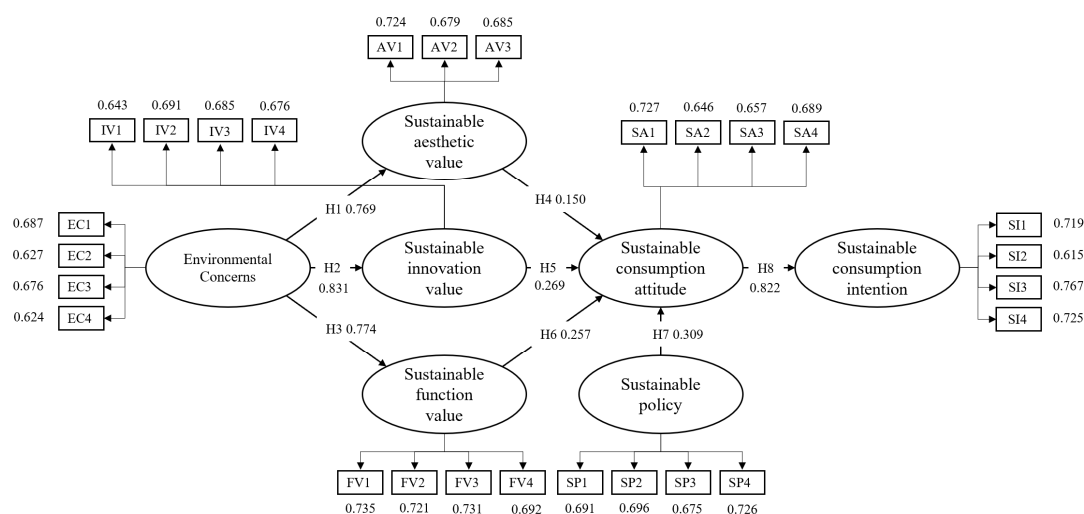 0.724 0.679 0.685
AV1 AV2 AV3
0.643 0.691 0.685 0.676
IV1 IV2 IV3 IV4
Sustainable
aesthetic
value
0.727 0.646 0.657 0.689
SA1 SA2 SA3 SA4
H1 0.769
H4 0.150
0.687 EC1
0.627 EC2
0.676 EC3
0.624 EC4
Environmental
Concerns
H2
0.831
Sustainable
innovation
value
H5
0.269
Sustainable
consumption
attitude
H8
0.822
Sustainable
consumption
intention
SI1 0.719
SI2 0.615
SI3 0.767
SI4 0.725
H3 0.774
H6 0.257
H7 0.309
Sustainable
function
value
Sustainable
policy
FV1 FV2 FV3 FV4
0.735 0.721 0.731 0.692
SP1 SP2 SP3 SP4
0.691 0.696 0.675 0.726